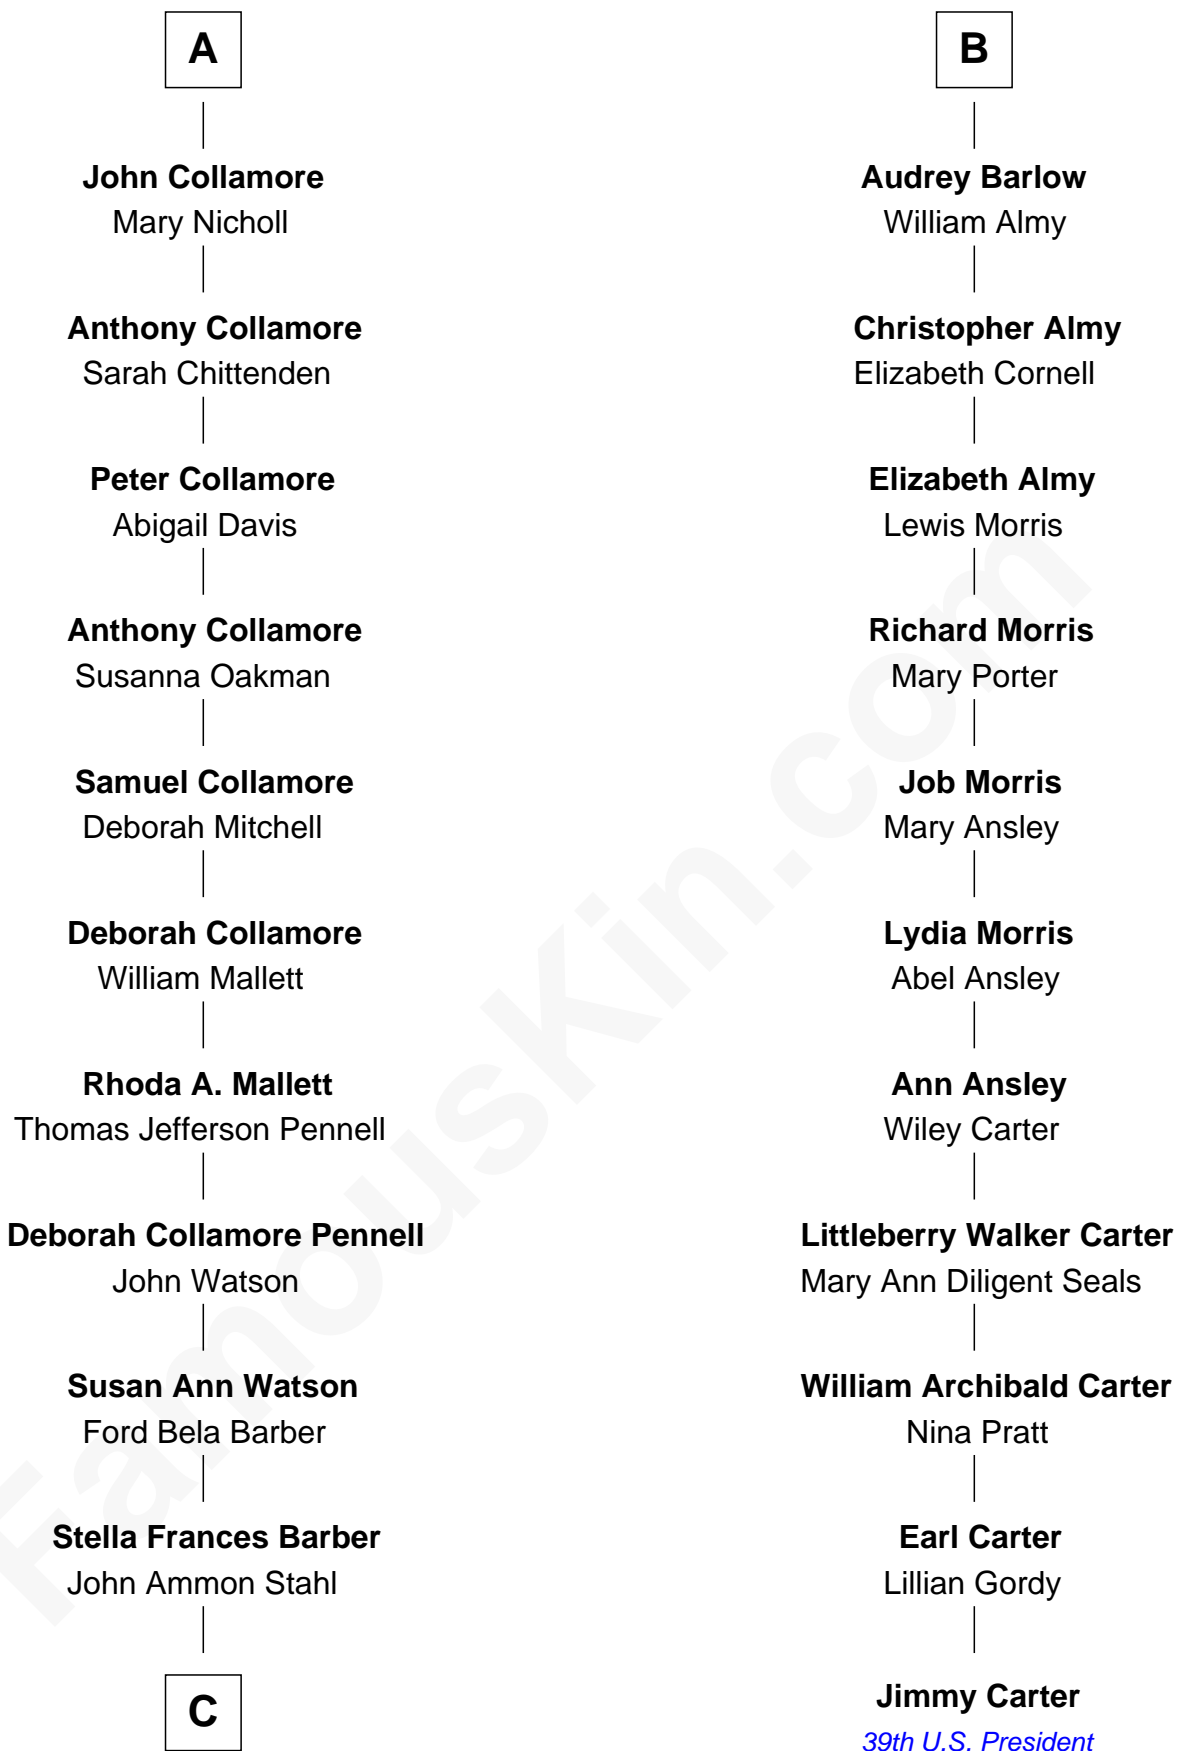 A
John Collamore
Mary Nicholl
Anthony Collamore
Sarah Chittenden
Peter Collamore
Abigail Davis
Anthony Collamore
Susanna Oakman
Samuel Collamore
Deborah Mitchell
Deborah Collamore
William Mallett
Rhoda A. Mallett
Thomas Jefferson Pennell
Deborah Collamore Pennell
John Watson
Susan Ann Watson
Ford Bela Barber
Stella Frances Barber
John Ammon Stahl
C
B
Audrey Barlow
William Almy
Christopher Almy
Elizabeth Cornell
Elizabeth Almy
Lewis Morris
Richard Morris
Mary Porter
Job Morris
Mary Ansley
Lydia Morris
Abel Ansley
Ann Ansley
Wiley Carter
Littleberry Walker Carter
Mary Ann Diligent Seals
William Archibald Carter
Nina Pratt
Earl Carter
Lillian Gordy
Jimmy Carter
39th U.S. President
FamousKin.com